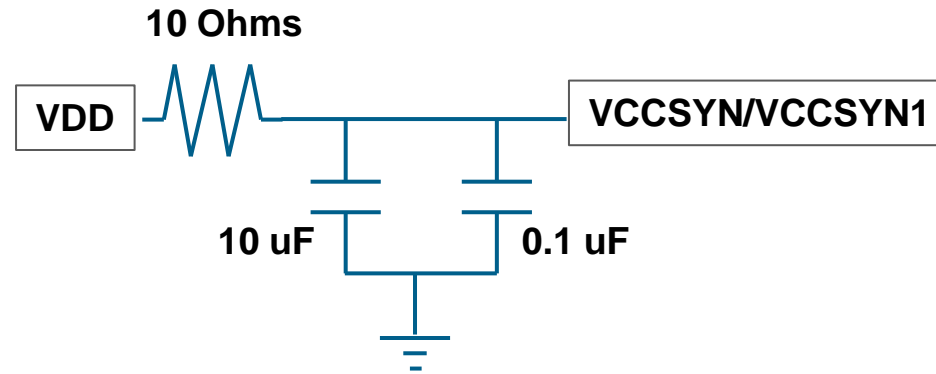 10 Ohms
VDD
VCCSYN/VCCSYN1
10 uF
0.1 uF